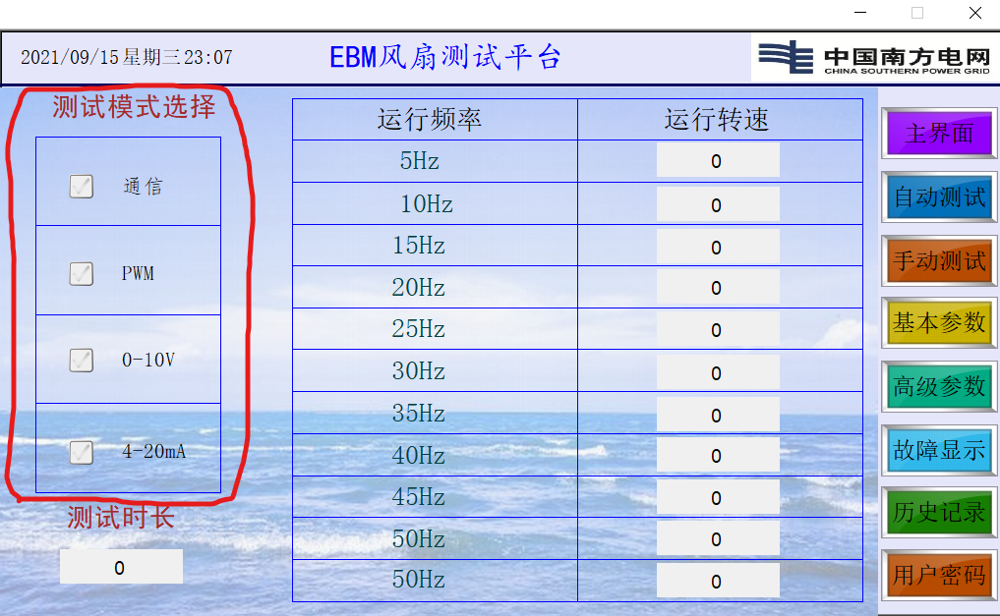 2021/09/15 星期三 23:07
EBM风扇测试平台
中国南方电网
CHINA SOUTHERN POWER GRID
测试模式选择
通信
PWM
0-10V
4-20mA
测试时长
0
运行频率 运行转速
5Hz 0
10Hz 0
15Hz 0
20Hz 0
25Hz 0
30Hz 0
35Hz 0
40Hz 0
45Hz 0
50Hz 0
50Hz 0
主界面
自动测试
手动测试
基本参数
高级参数
故障显示
历史记录
用户密码